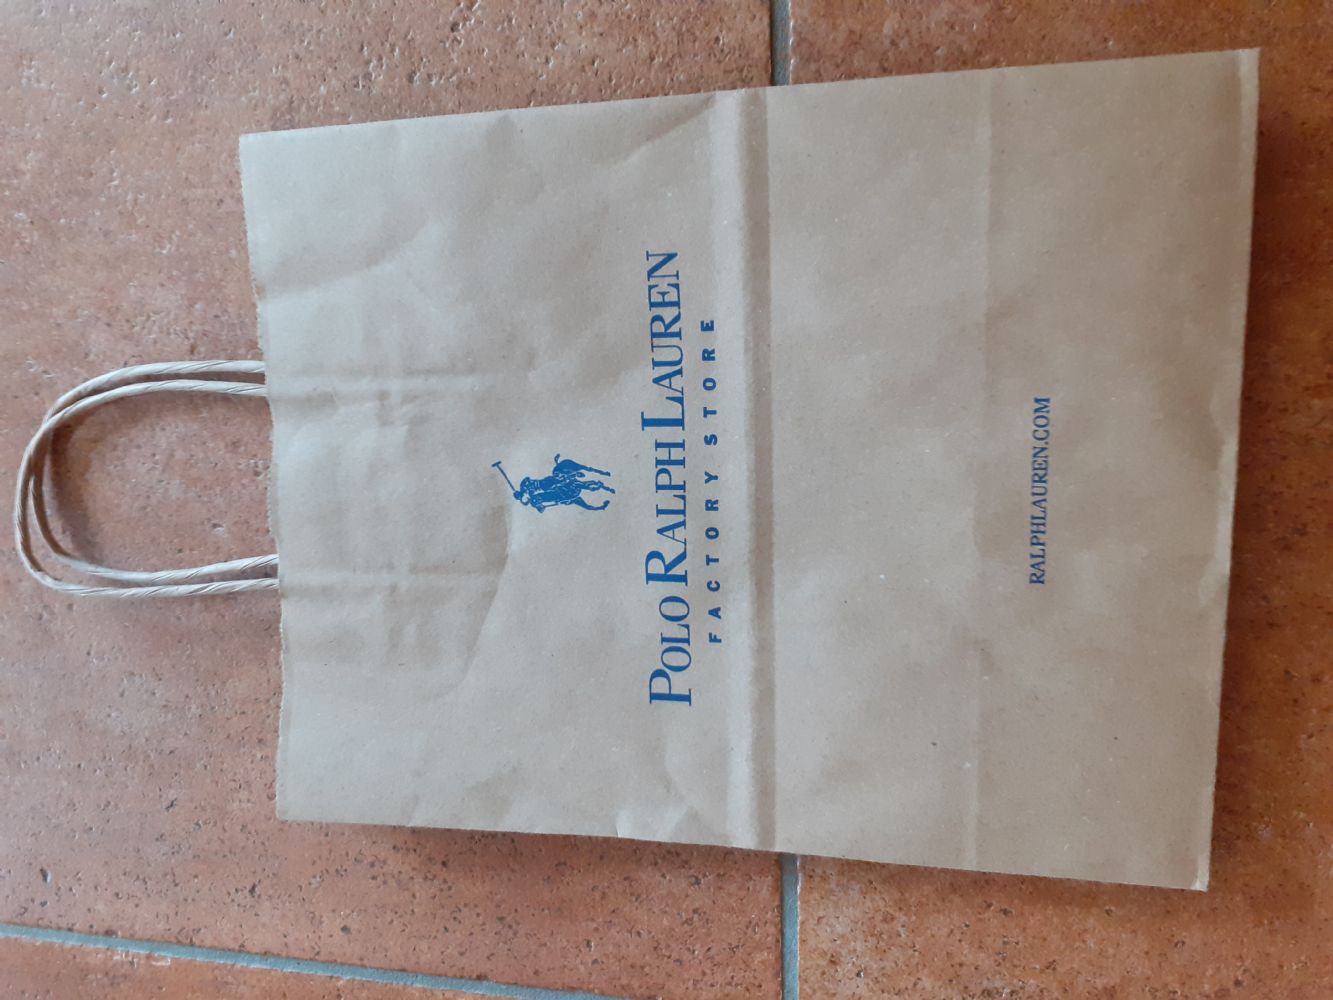 POLO RALPH LAUREN
FACTORY STORE
RALPHLAUREN.COM